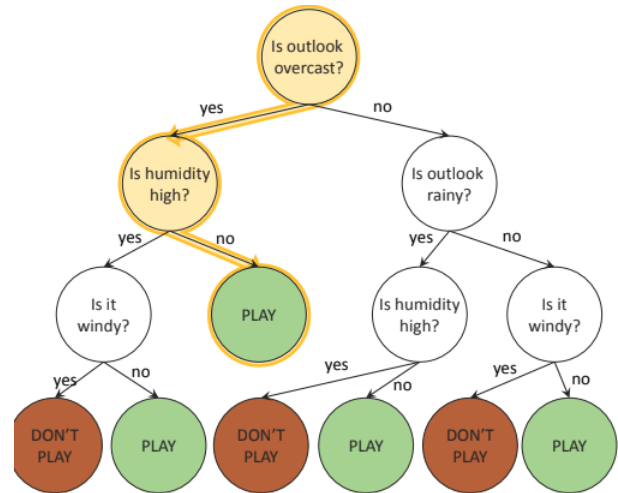 Is outlook
overcast?
yes
no
Is humidity
high?
Is outlook
rainy?
yes
no
yes
no
Is it
windy?
PLAY
Is humidity
high?
Is it
windy?
yes
no
yes
no
yes
no
DON'T
PLAY
PLAY
DON'T
PLAY
PLAY
DON'T
PLAY
PLAY